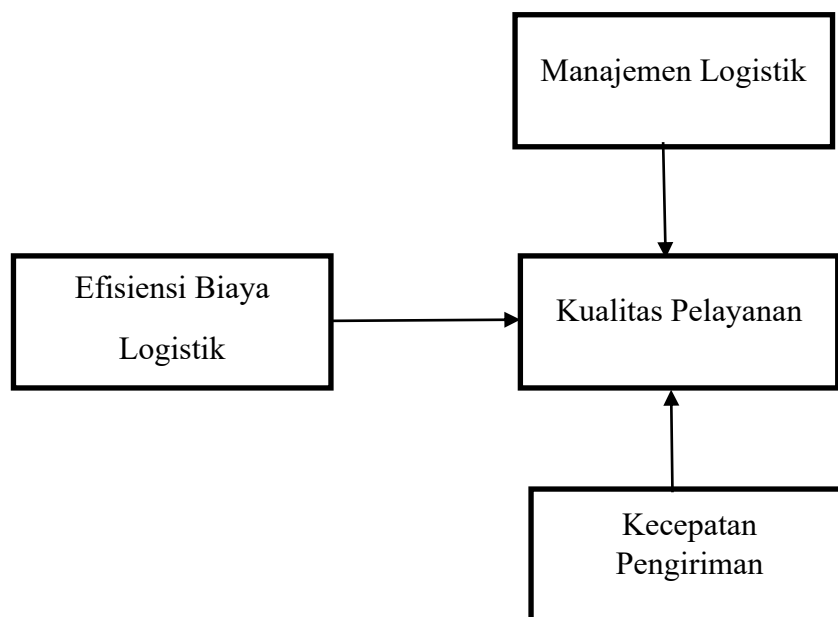 Manajemen Logistik
Efisiensi Biaya
Logistik
Kualitas Pelayanan
Kecepatan
Pengiriman